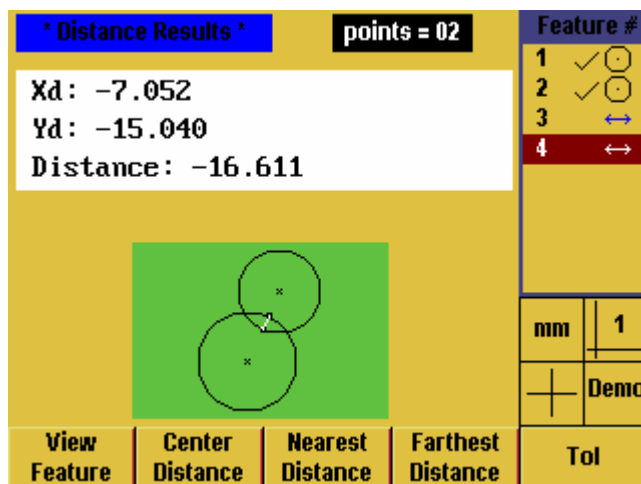 * Distance Results *
points = 02
Xd: -7.052
Yd: -15.040
Distance: -16.611
Feature #
1
2
3
4
mm
1
Demo
View Feature
Center Distance
Nearest Distance
Farthest Distance
Tol